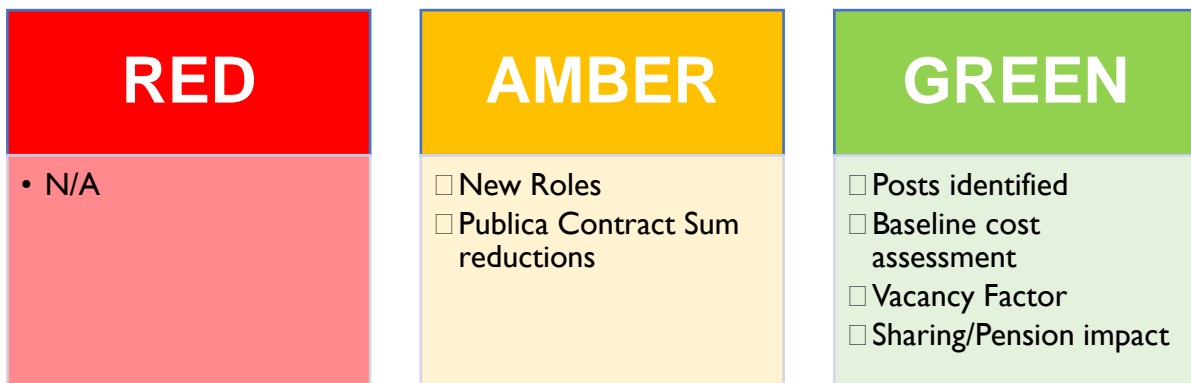 RED
• N/A
AMBER
□ New Roles
□ Publica Contract Sum
reductions
GREEN
□ Posts identified
□ Baseline cost
assessment
□ Vacancy Factor
□ Sharing/Pension impact